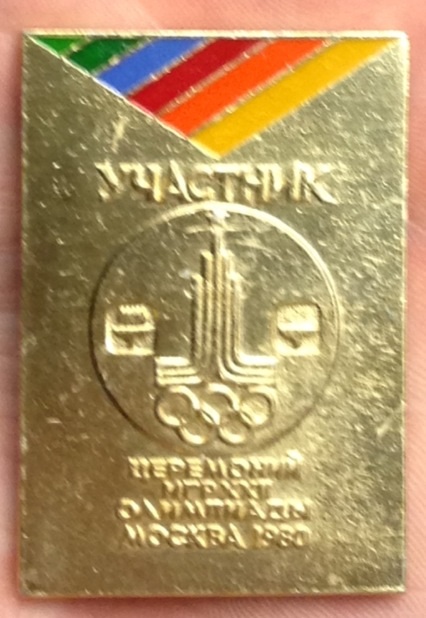 УЧАСТНИК
ЦЕРЕМОНИЙ
ИГР XXII
ОЛИМПИАДЫ
МОСКВА 1980